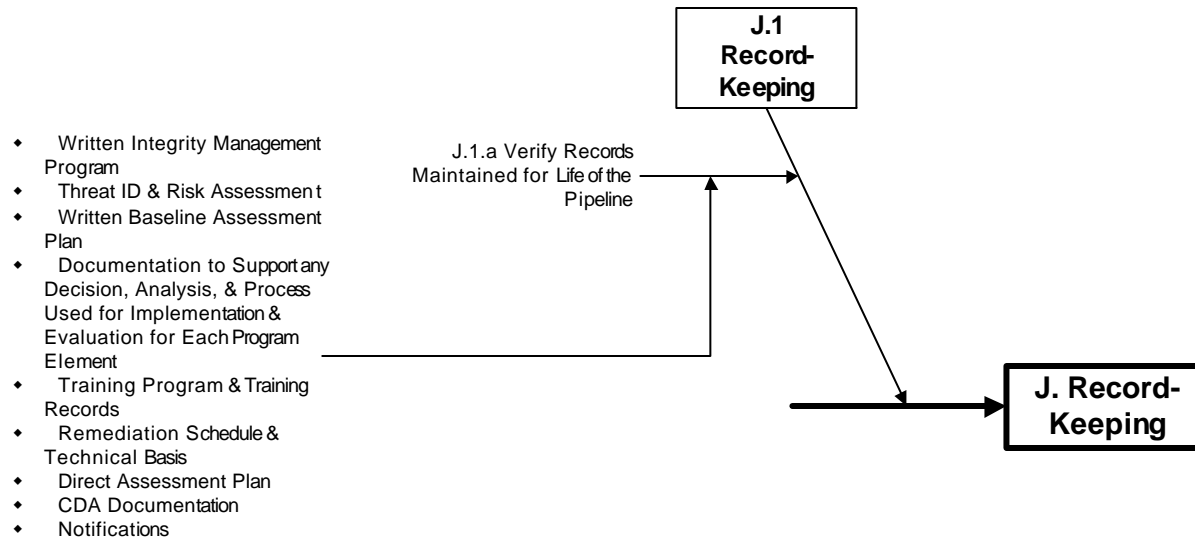 J.1
Record-
Keeping
◆ Written Integrity Management
Program
◆ Threat ID & Risk Assessment
◆ Written Baseline Assessment
Plan
◆ Documentation to Support any
Decision, Analysis, & Process
Used for Implementation &
Evaluation for Each Program
Element
◆ Training Program & Training
Records
◆ Remediation Schedule &
Technical Basis
◆ Direct Assessment Plan
◆ CDA Documentation
◆ Notifications
J.1.a Verify Records
Maintained for Life of the
Pipeline
J. Record-
Keeping